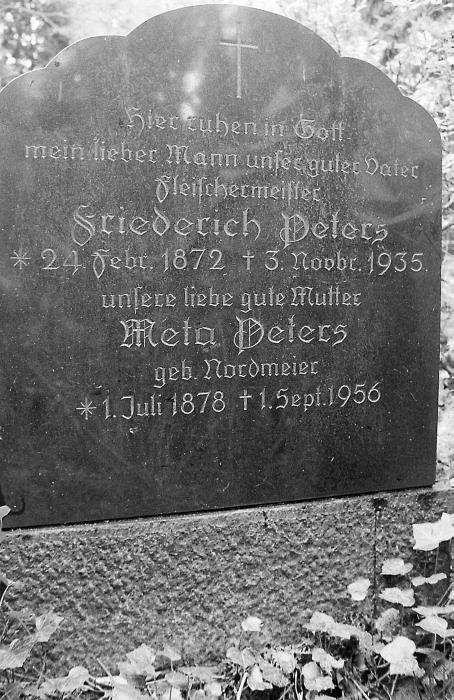 Hier ruhen in Gott
mein lieber Mann unser guter Vater
Fleischermeister
Friederich Peters
* 24. Febr. 1872 † 3. Novbr. 1935.
unsere liebe gute Mutter
Meta Peters
geb. Nordmeier
* 1. Juli 1878 † 1. Sept. 1956